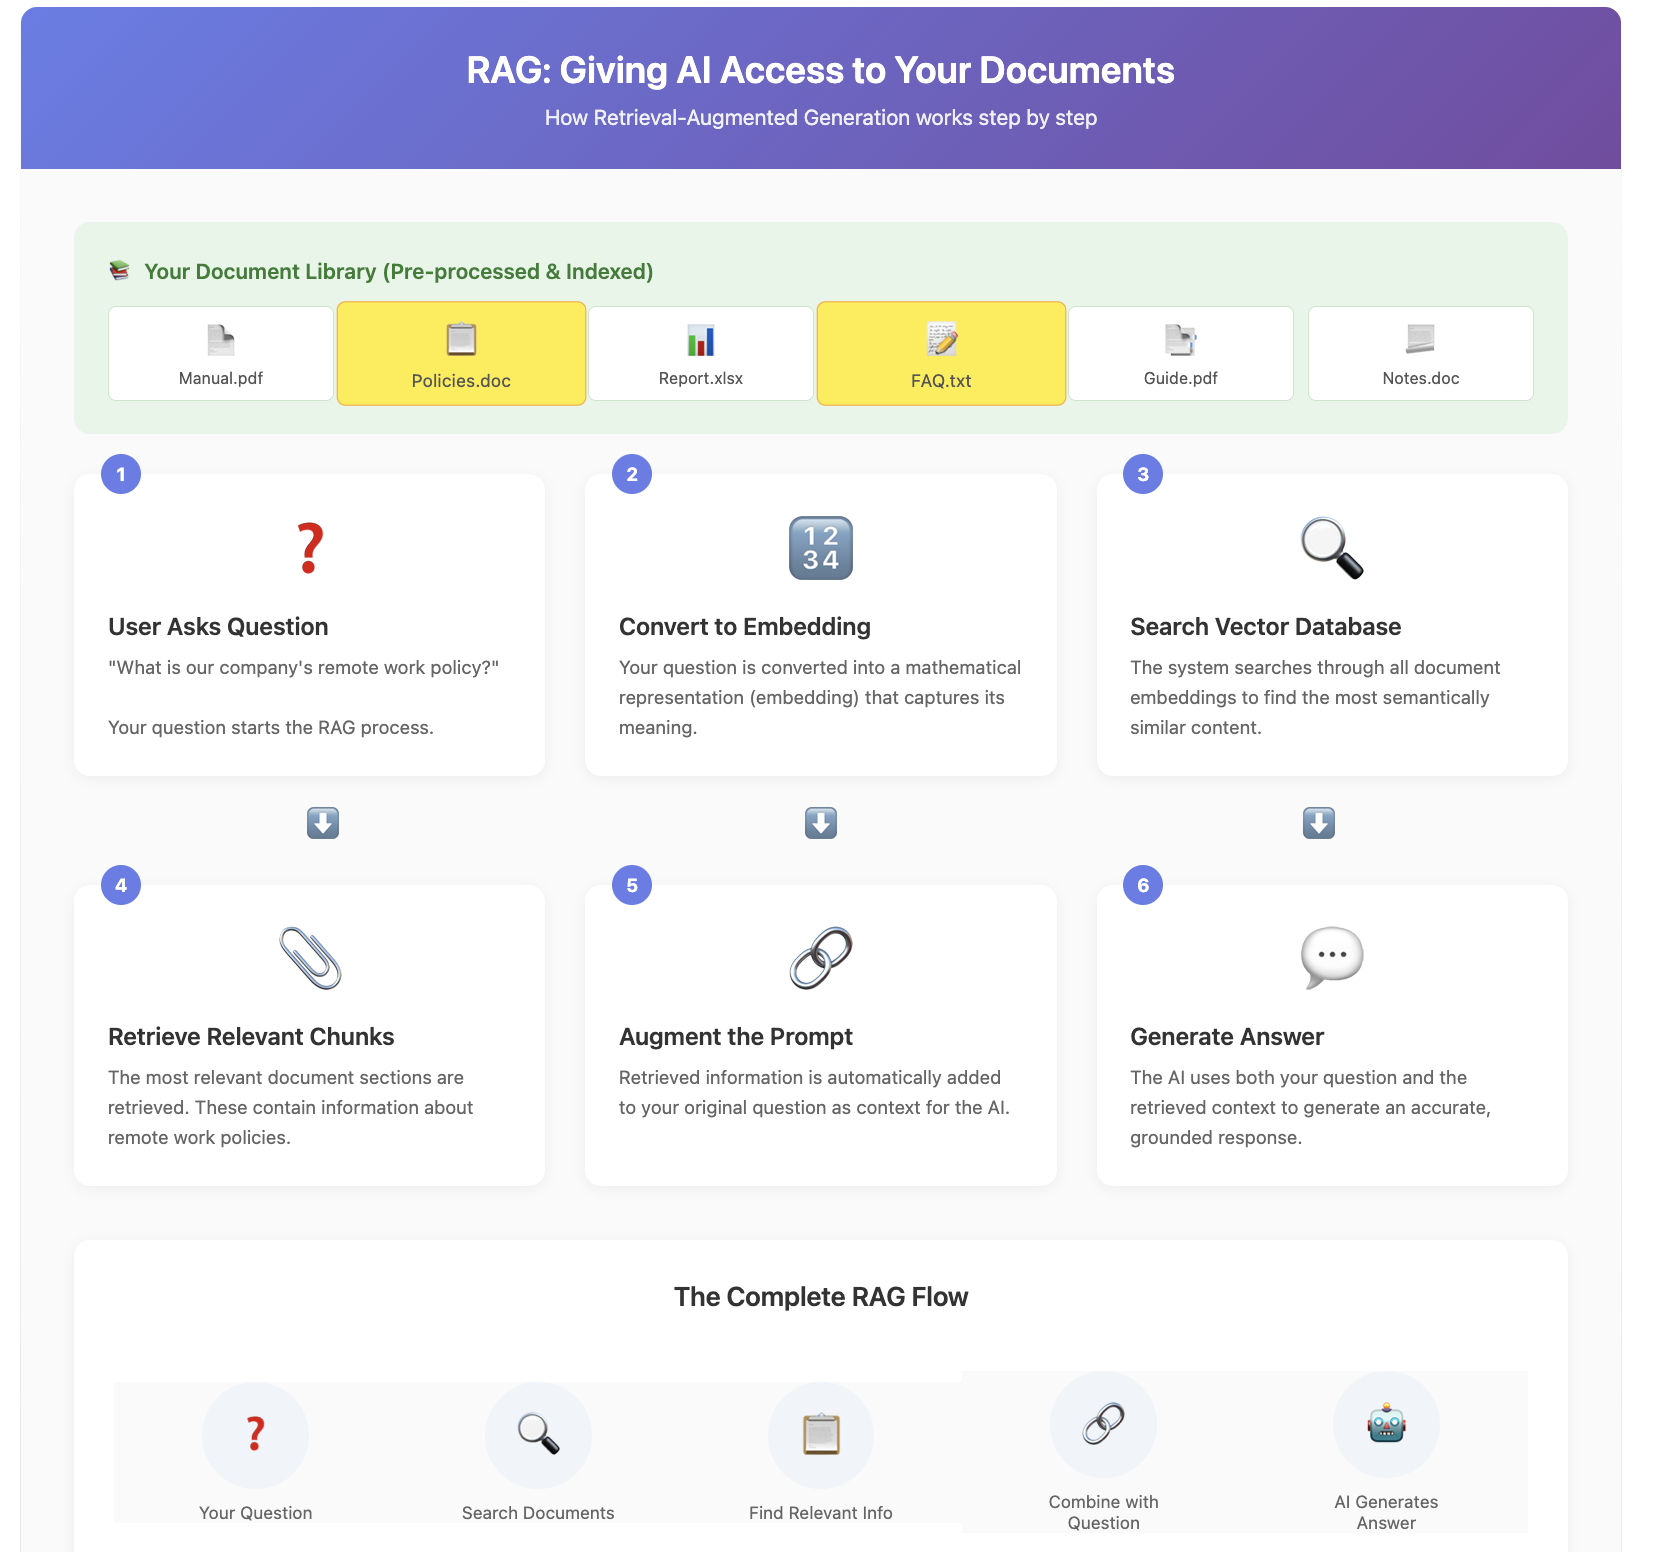 RAG: Giving AI Access to Your Documents
How Retrieval-Augmented Generation works step by step
Your Document Library (Pre-processed & Indexed)
Manual.pdf
Policies.doc
Report.xlsx
FAQ.txt
Guide.pdf
Notes.doc
1
User Asks Question
"What is our company's remote work policy?"
Your question starts the RAG process.
2
1 2
3 4
Convert to Embedding
Your question is converted into a mathematical
representation (embedding) that captures its
meaning.
3
Search Vector Database
The system searches through all document
embeddings to find the most semantically
similar content.
4
Retrieve Relevant Chunks
The most relevant document sections are
retrieved. These contain information about
remote work policies.
5
Augment the Prompt
Retrieved information is automatically added
to your original question as context for the AI.
6
Generate Answer
The AI uses both your question and the
retrieved context to generate an accurate,
grounded response.
The Complete RAG Flow
Your Question
Search Documents
Find Relevant Info
Combine with
Question
AI Generates
Answer